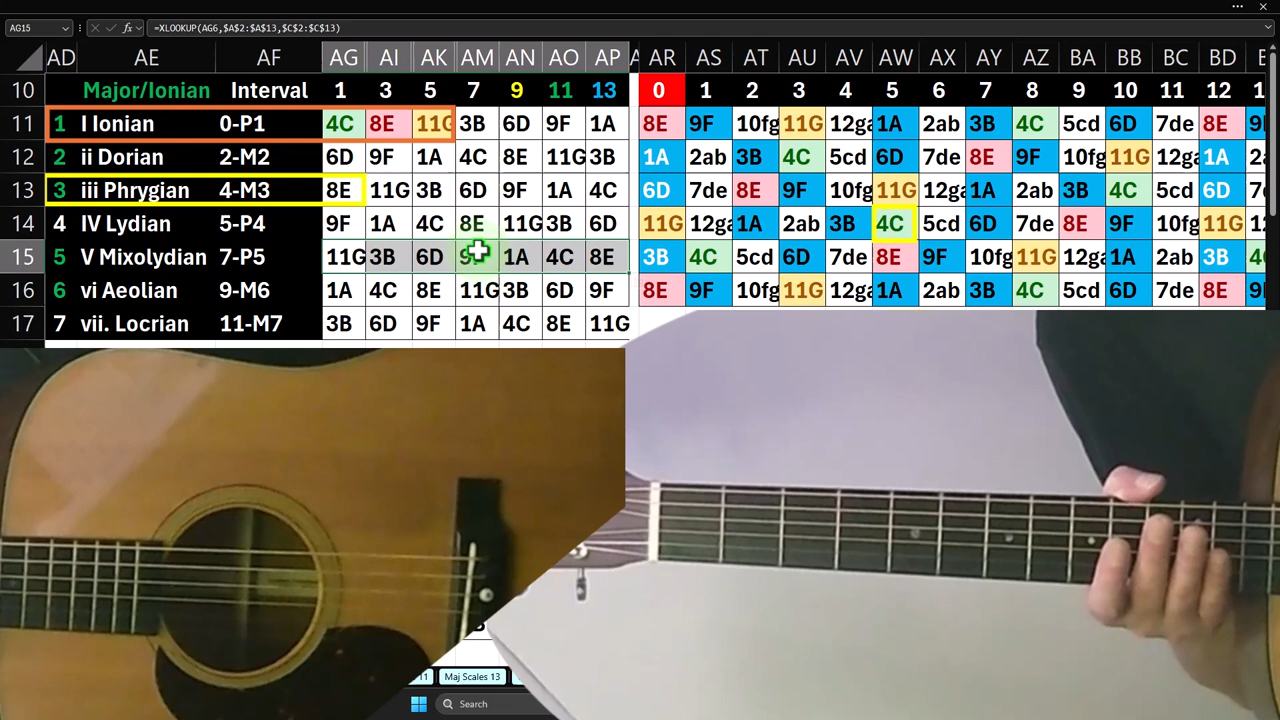 AG15 fx =XLOOKUP(AG6,$A$2:$A$13,$C$2:$C$13)
AD AE AF AG AI AK AM AN AO AP A AR AS AT AU AV AW AX AY AZ BA BB BC BD E
10 Major/Ionian Interval 1 3 5 7 9 11 13 0 1 2 3 4 5 6 7 8 9 10 11 12 1
11 1 I Ionian 0-P1 4C 8E 11G 3B 6D 9F 1A 8E 9F 10fg 11G 12ga 1A 2ab 3B 4C 5cd 6D 7de 8E 9F
12 2 ii Dorian 2-M2 6D 9F 1A 4C 8E 11G 3B 1A 2ab 3B 4C 5cd 6D 7de 8E 9F 10fg 11G 12ga 1A 2a
13 3 iii Phrygian 4-M3 8E 11G 3B 6D 9F 1A 4C 6D 7de 8E 9F 10fg 11G 12ga 1A 2ab 3B 4C 5cd 6D 7d
14 4 IV Lydian 5-P4 9F 1A 4C 8E 11G 3B 6D 11G 12ga 1A 2ab 3B 4C 5cd 6D 7de 8E 9F 10fg 11G 12
15 5 V Mixolydian 7-P5 11G 3B 6D 1A 4C 8E 3B 4C 5cd 6D 7de 8E 9F 10fg 11G 12ga 1A 2ab 3B 4C
16 6 vi Aeolian 9-M6 1A 4C 8E 11G 3B 6D 9F 8E 9F 10fg 11G 12ga 1A 2ab 3B 4C 5cd 6D 7de 8E 9F
17 7 vii. Locrian 11-M7 3B 6D 9F 1A 4C 8E 11G
11 Maj Scales 13
Search